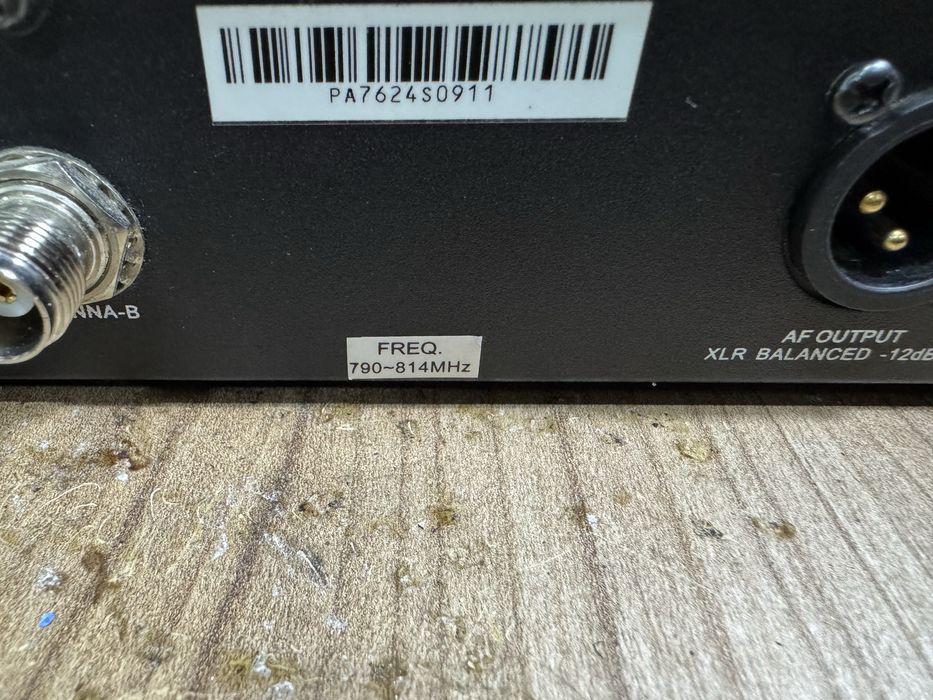 PA7624S0911
NNA-B
FREQ.
790~814MHz
AF OUTPUT
XLR BALANCED -12dB